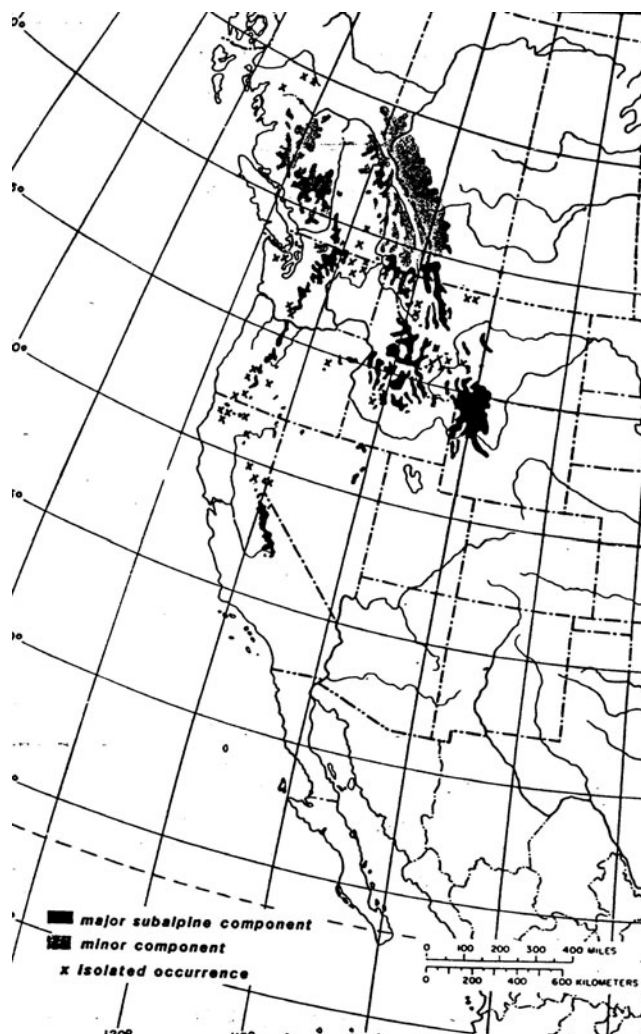 major subalpine component
minor component
x isolated occurrence
0 100 200 300 400 MILES
0 200 400 600 KILOMETERS